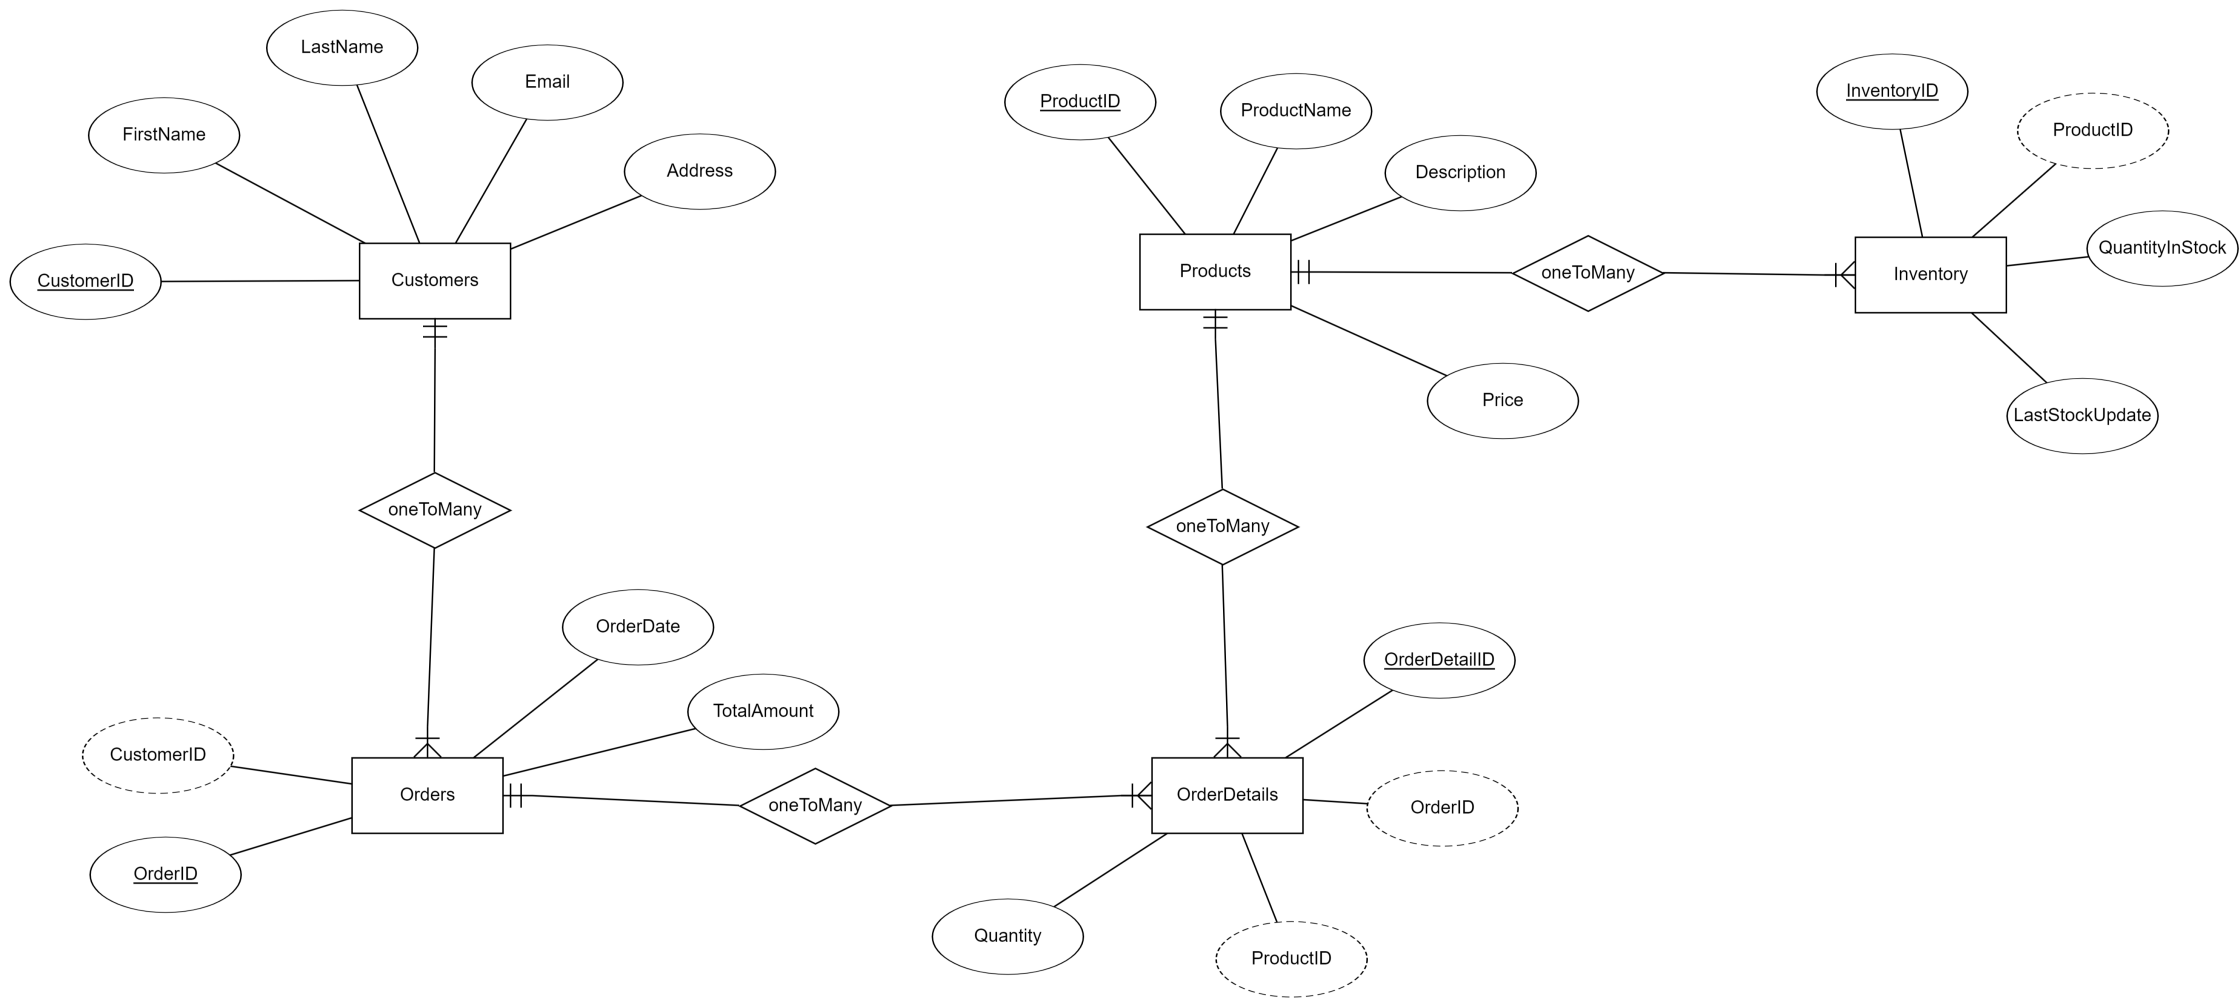 LastName
Email
FirstName
Address
CustomerID
Customers
ProductID
ProductName
Description
Products
oneToMany
Price
InventoryID
ProductID
QuantityInStock
Inventory
LastStockUpdate
oneToMany
oneToMany
OrderDate
TotalAmount
CustomerID
Orders
OrderID
oneToMany
OrderDetailID
OrderDetails
OrderID
Quantity
ProductID